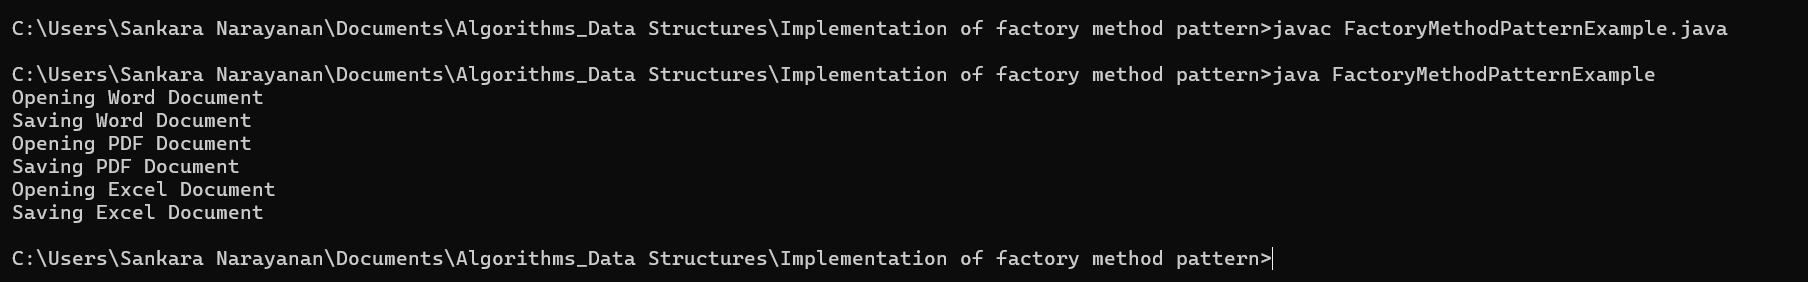 C:\Users\Sankara Narayanan\Documents\Algorithms_Data Structures\Implementation of factory method pattern>javac FactoryMethodPatternExample.java
C:\Users\Sankara Narayanan\Documents\Algorithms_Data Structures\Implementation of factory method pattern>java FactoryMethodPatternExample
Opening Word Document
Saving Word Document
Opening PDF Document
Saving PDF Document
Opening Excel Document
Saving Excel Document
C:\Users\Sankara Narayanan\Documents\Algorithms_Data Structures\Implementation of factory method pattern>